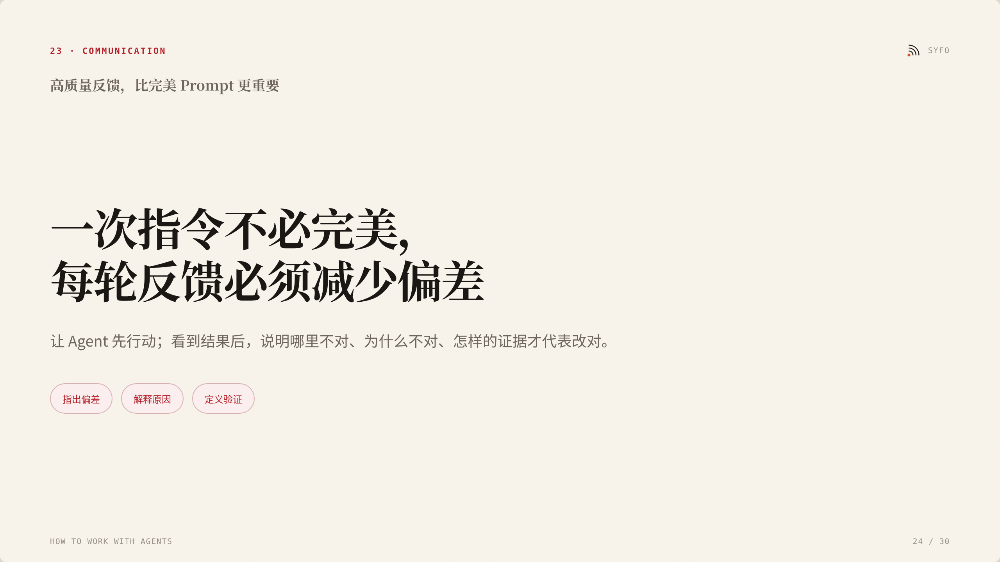 23 · COMMUNICATION
SYFO
高质量反馈，比完美 Prompt 更重要
一次指令不必完美，
每轮反馈必须减少偏差
让 Agent 先行动；看到结果后，说明哪里不对、为什么不对、怎样的证据才代表改对。
指出偏差
解释原因
定义验证
HOW TO WORK WITH AGENTS
24 / 30